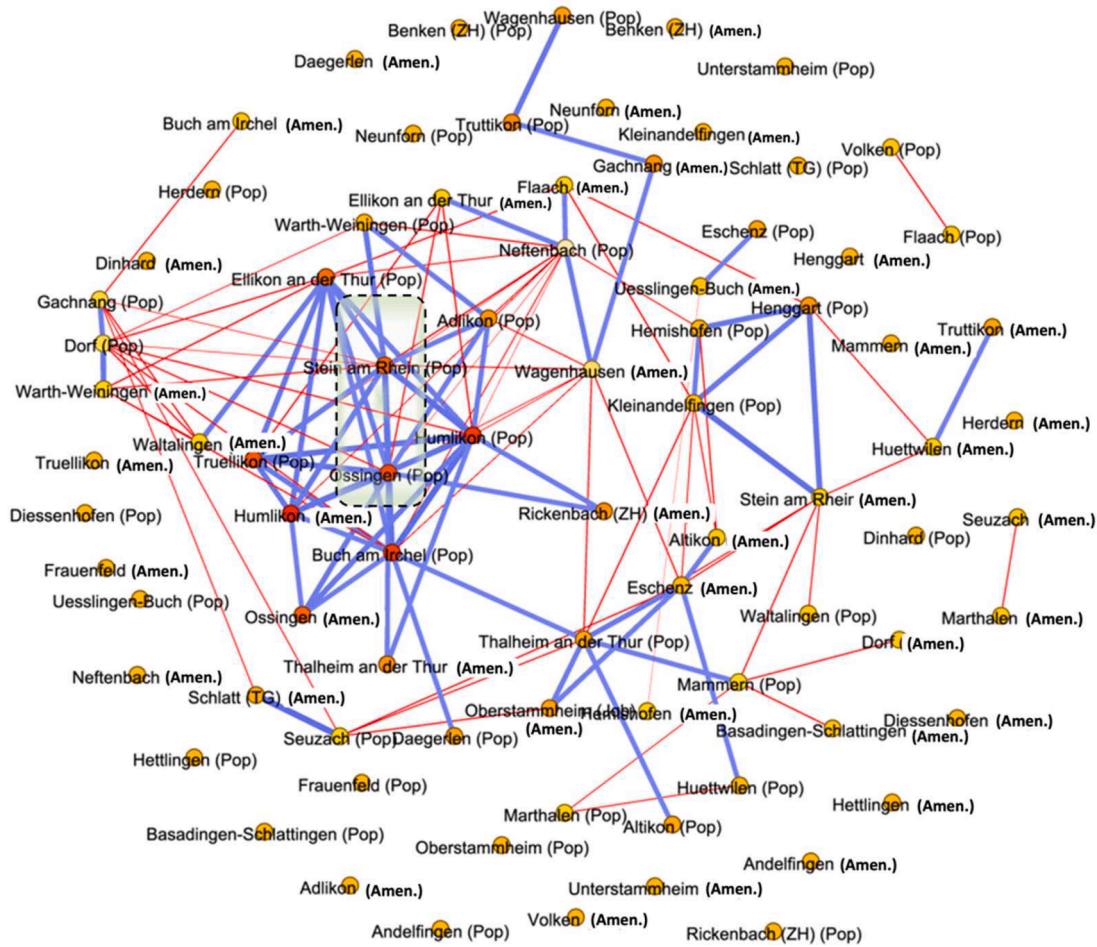 Wagenhausen (Pop)
Benken (ZH) (Pop)
Benken (ZH) (Amen.)
Daegerlen (Amen.)
Unterstammheim (Pop)
Neunforn (Amen.)
Buch am Irchel (Amen.)
Neunforn (Pop)
Truttikon (Pop)
Kleinandelfingen (Amen.)
Volken (Pop)
Gachnang (Amen.)
Schlatt (TG) (Pop)
Herdern (Pop)
Flaach (Amen.)
Ellikon an der Thur (Amen.)
Warth-Weiningen (Pop)
Eschenz (Pop)
Flaach (Pop)
Neftenbach (Pop)
Henggart (Amen.)
Dinhard (Amen.)
Ellikon an der Thur (Pop)
Uesslingen-Buch (Amen.)
Gachnang (Pop)
Henggart (Pop)
Adlikon (Pop)
Hemishofen (Pop)
Truttikon (Amen.)
Dorf (Pop)
Mammern (Amen.)
Stein am Rhein (Pop)
Wagenhausen (Amen.)
Warth-Weiningen (Amen.)
Kleinandelfingen (Pop)
Herdern (Amen.)
Waltalingen (Amen.)
Humlikon (Pop)
Huettwilen (Amen.)
Truellikon (Amen.)
Truellikon (Pop)
Ossingen (Pop)
Stein am Rheir (Amen.)
Diessenhofen (Pop)
Humlikon (Amen.)
Rickenbach (ZH) (Amen.)
Seuzach (Amen.)
Altikon (Amen.)
Dinhard (Pop)
Buch am Irchel (Pop)
Frauenfeld (Amen.)
Eschenz (Amen.)
Uesslingen-Buch (Pop)
Ossingen (Amen.)
Waltalingen (Pop)
Marthalen (Amen.)
Thalheim an der Thur (Pop)
Dorf ( (Amen.)
Thalheim an der Thur (Amen.)
Neftenbach (Amen.)
Mammern (Pop)
Schlatt (TG) (Amen.)
Oberstammheim (Job)
(Amen.)
Hemishofen (Amen.)
Diessenhofen (Amen.)
Basadingen-Schlattingen
(Amen.)
Seuzach (Pop)
Daegerlen (Pop)
Hettlingen (Pop)
Frauenfeld (Pop)
Huettwilen (Pop)
Hettlingen (Amen.)
Marthalen (Pop)
Altikon (Pop)
Basadingen-Schlattingen (Pop)
Oberstammheim (Pop)
Andelfingen (Amen.)
Adlikon (Amen.)
Unterstammheim (Amen.)
Volken (Amen.)
Andelfingen (Pop)
Rickenbach (ZH) (Pop)